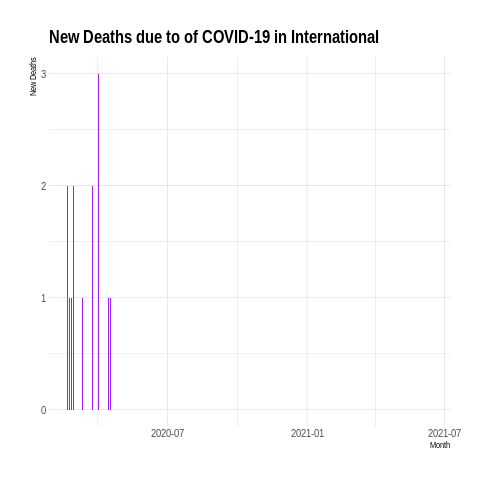 New Deaths due to of COVID-19 in International
New Deaths
3
2
1
0
2020-07
2021-01
2021-07
Month